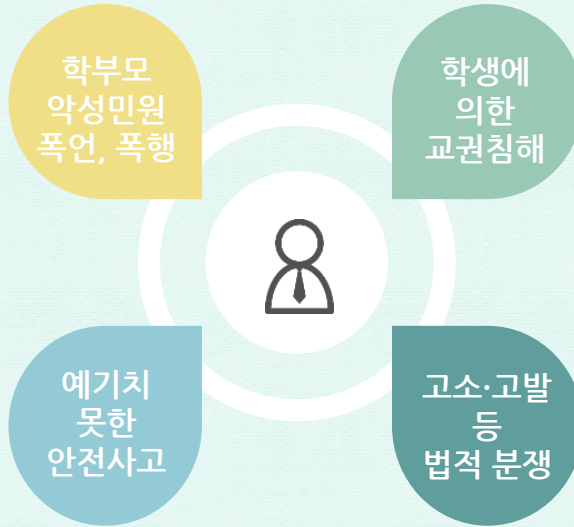 학부모
악성민원
폭언, 폭행
학생에
의한
교권침해
예기치
못한
안전사고
고소·고발
등
법적 분쟁